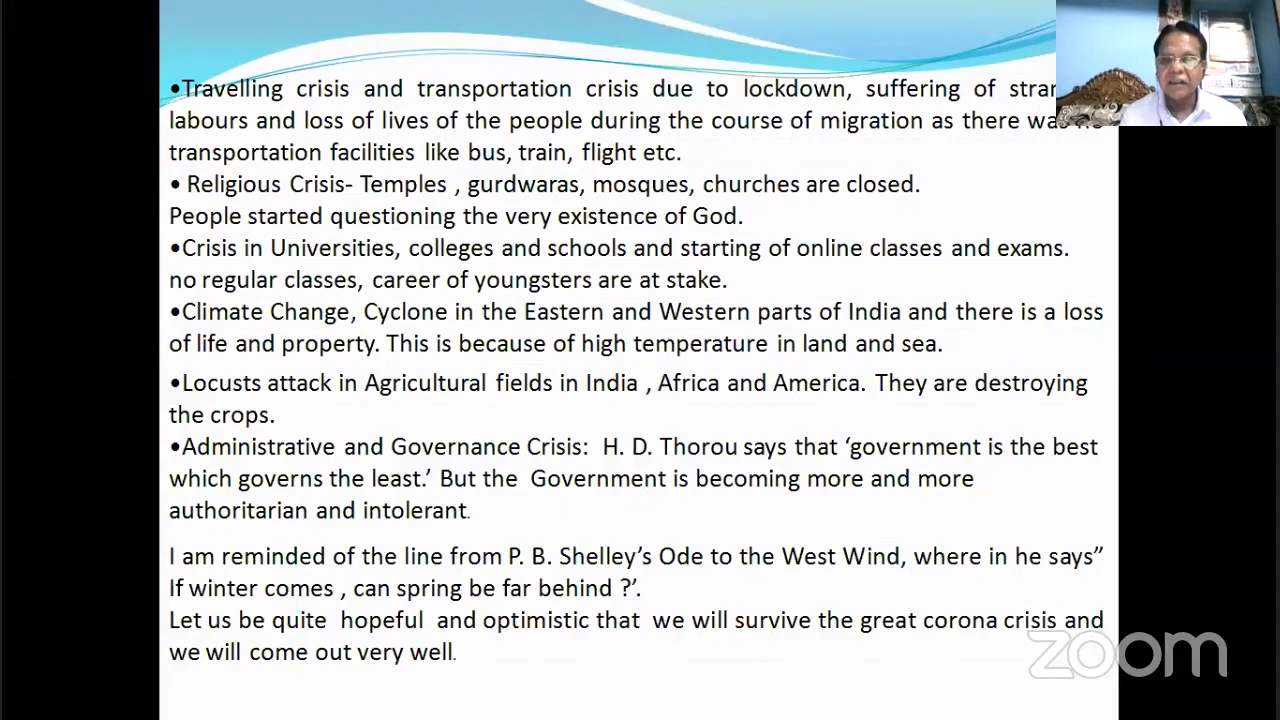 •Travelling crisis and transportation crisis due to lockdown, suffering of
labours and loss of lives of the people during the course of migration as there was no
transportation facilities like bus, train, flight etc.
• Religious Crisis- Temples , gurdwaras, mosques, churches are closed.
People started questioning the very existence of God.
•Crisis in Universities, colleges and schools and starting of online classes and exams.
no regular classes, career of youngsters are at stake.
•Climate Change, Cyclone in the Eastern and Western parts of India and there is a loss
of life and property. This is because of high temperature in land and sea.
•Locusts attack in Agricultural fields in India , Africa and America. They are destroying
the crops.
•Administrative and Governance Crisis: H. D. Thorou says that ‘government is the best
which governs the least.’ But the Government is becoming more and more
authoritarian and intolerant.
I am reminded of the line from P. B. Shelley’s Ode to the West Wind, where in he says”
If winter comes , can spring be far behind ?’.
Let us be quite hopeful and optimistic that we will survive the great corona crisis and
we will come out very well.
zoom